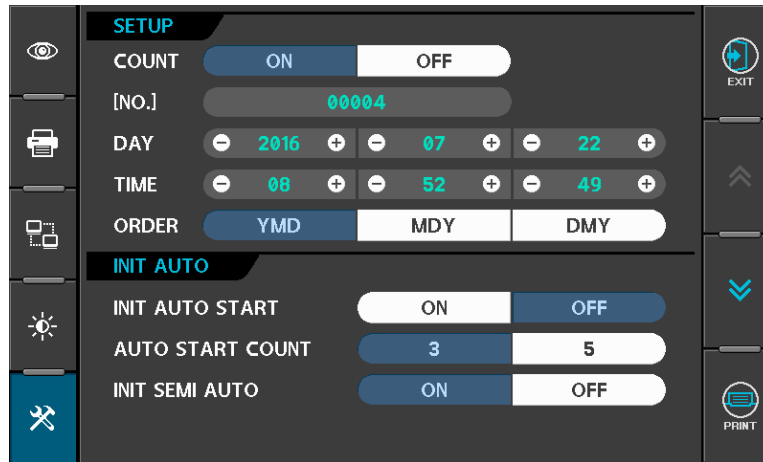 SETUP
COUNT ON OFF
EXIT
[NO.] 00004
DAY 2016 07 22
TIME 08 52 49
ORDER YMD MDY DMY
INIT AUTO
INIT AUTO START ON OFF
AUTO START COUNT 3 5
INIT SEMI AUTO ON OFF
PRINT